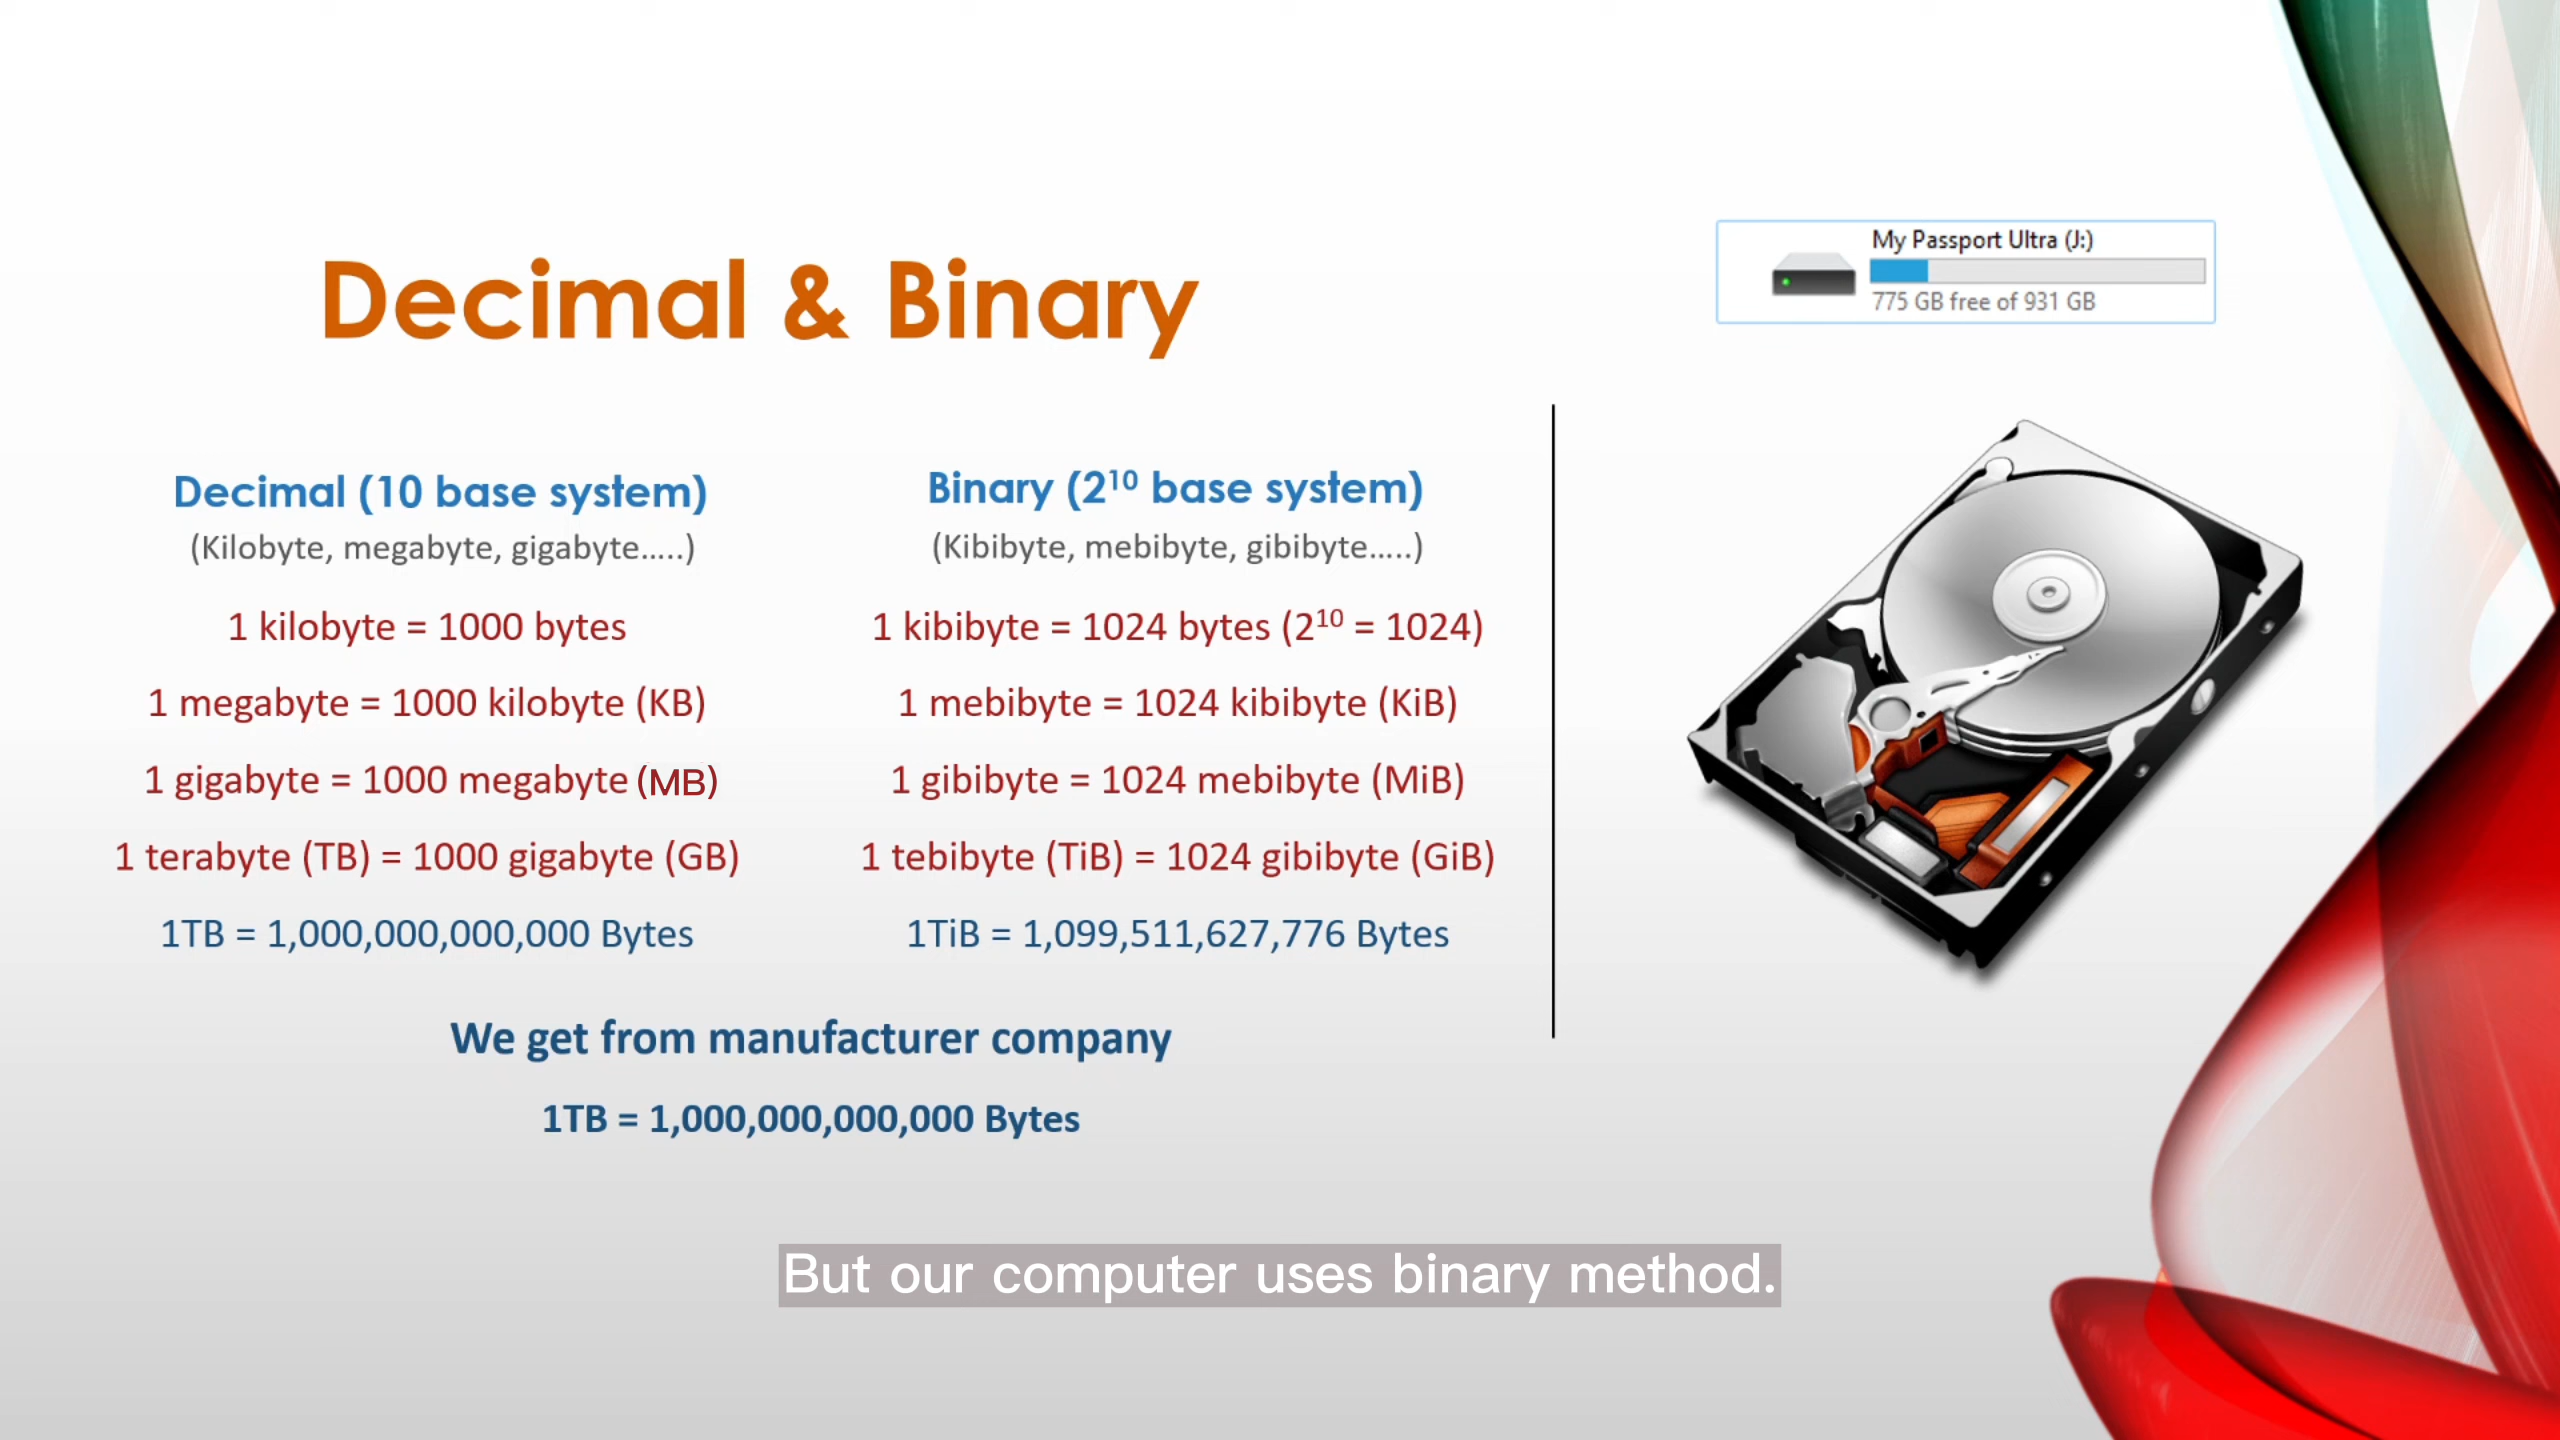 Decimal & Binary
My Passport Ultra (J:)
775 GB free of 931 GB
Decimal (10 base system)
(Kilobyte, megabyte, gigabyte.....)
1 kilobyte = 1000 bytes
1 megabyte = 1000 kilobyte (KB)
1 gigabyte = 1000 megabyte (MB)
1 terabyte (TB) = 1000 gigabyte (GB)
1TB = 1,000,000,000,000 Bytes
Binary (2¹⁰ base system)
(Kibibyte, mebibyte, gibibyte.....)
1 kibibyte = 1024 bytes (2¹⁰ = 1024)
1 mebibyte = 1024 kibibyte (KiB)
1 gibibyte = 1024 mebibyte (MiB)
1 tebibyte (TiB) = 1024 gibibyte (GiB)
1TiB = 1,099,511,627,776 Bytes
We get from manufacturer company
1TB = 1,000,000,000,000 Bytes
But our computer uses binary method.